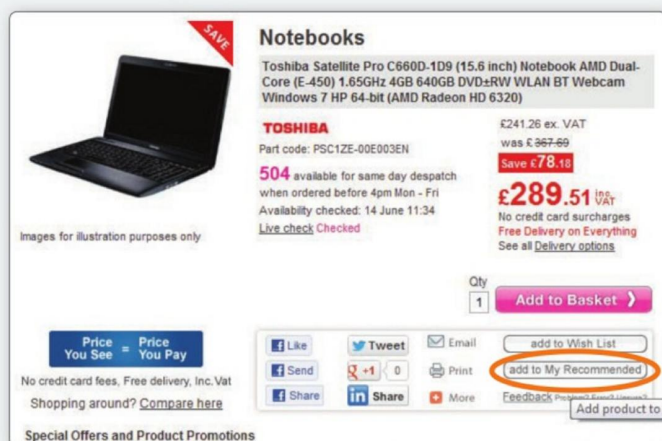 SAVE
Notebooks
Toshiba Satellite Pro C660D-1D9 (15.6 inch) Notebook AMD Dual-
Core (E-450) 1.65GHz 4GB 640GB DVD±RW WLAN BT Webcam
Windows 7 HP 64-bit (AMD Radeon HD 6320)
TOSHIBA
Part code: PSC1ZE-00E003EN
504 available for same day despatch
when ordered before 4pm Mon - Fri
Availability checked: 14 June 11:34
Live check Checked
£241.26 ex. VAT
was £367.69
Save £78.18
£289.51 inc. VAT
No credit card surcharges
Free Delivery on Everything
See all Delivery options
Images for illustration purposes only
Qty
1
Add to Basket
Price You See = Price You Pay
No credit card fees, Free delivery, Inc. Vat
Shopping around? Compare here
Like
Tweet
Email
add to Wish List
Send
+1 0
Print
add to My Recommended
Share
in Share
More
Feedback
Add product to
Special Offers and Product Promotions